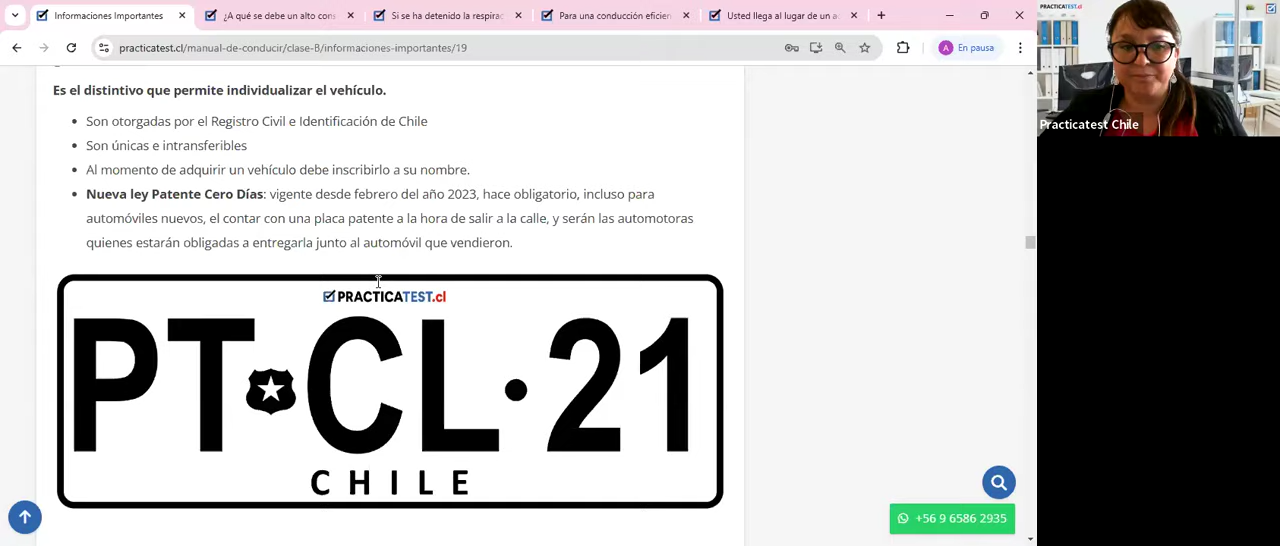 Informaciones Importantes
¿A qué se debe un alto cons
Si se ha detenido la respirac
Para una conducción eficien
Usted llega al lugar de un ac
practicatest.cl/manual-de-conducir/clase-B/informaciones-importantes/19
A En pausa
PRACTICATEST.cl
Practicatest Chile
Es el distintivo que permite individualizar el vehículo.
Son otorgadas por el Registro Civil e Identificación de Chile
Son únicas e intransferibles
Al momento de adquirir un vehículo debe inscribirlo a su nombre.
Nueva ley Patente Cero Días: vigente desde febrero del año 2023, hace obligatorio, incluso para
automóviles nuevos, el contar con una placa patente a la hora de salir a la calle, y serán las automotoras
quienes estarán obligadas a entregarla junto al automóvil que vendieron.
PRACTICATEST.cl
PT CL·21
CHILE
+56 9 6586 2935